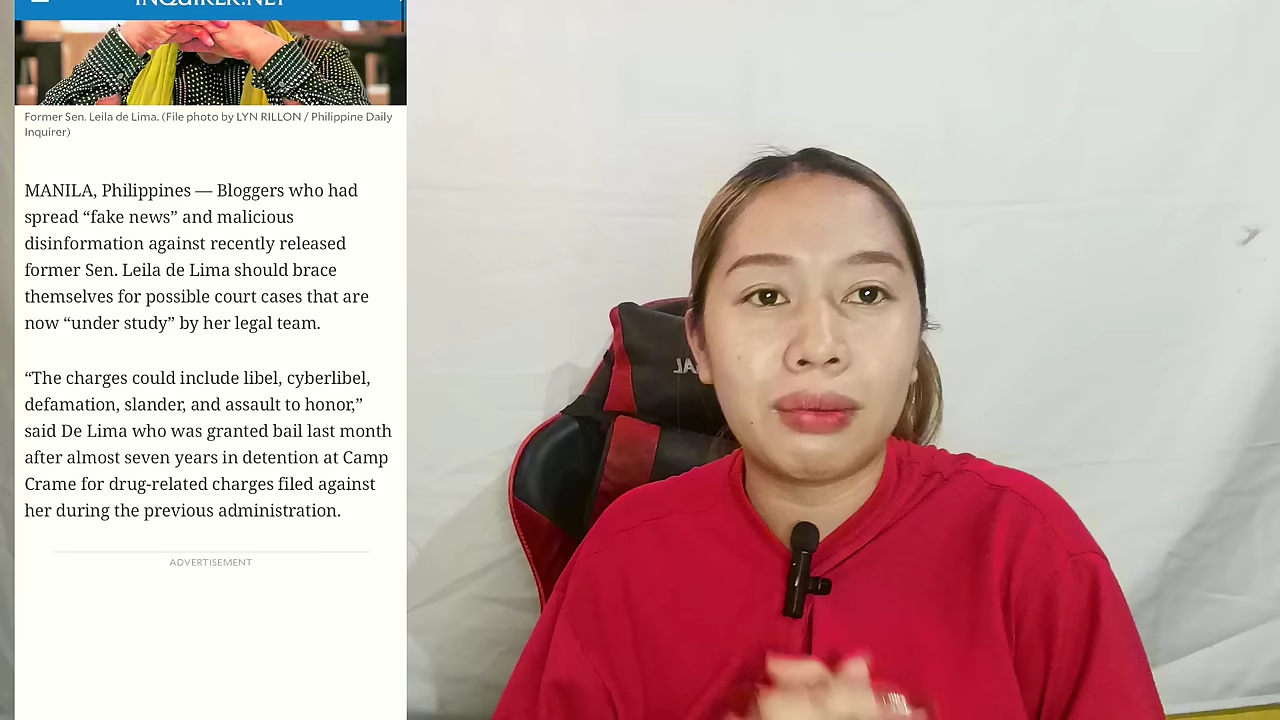 INQUIRER.NET
Former Sen. Leila de Lima. (File photo by LYN RILLON / Philippine Daily
Inquirer)
MANILA, Philippines — Bloggers who had
spread “fake news” and malicious
disinformation against recently released
former Sen. Leila de Lima should brace
themselves for possible court cases that are
now “under study” by her legal team.
“The charges could include libel, cyberlibel,
defamation, slander, and assault to honor,”
said De Lima who was granted bail last month
after almost seven years in detention at Camp
Crame for drug-related charges filed against
her during the previous administration.
ADVERTISEMENT